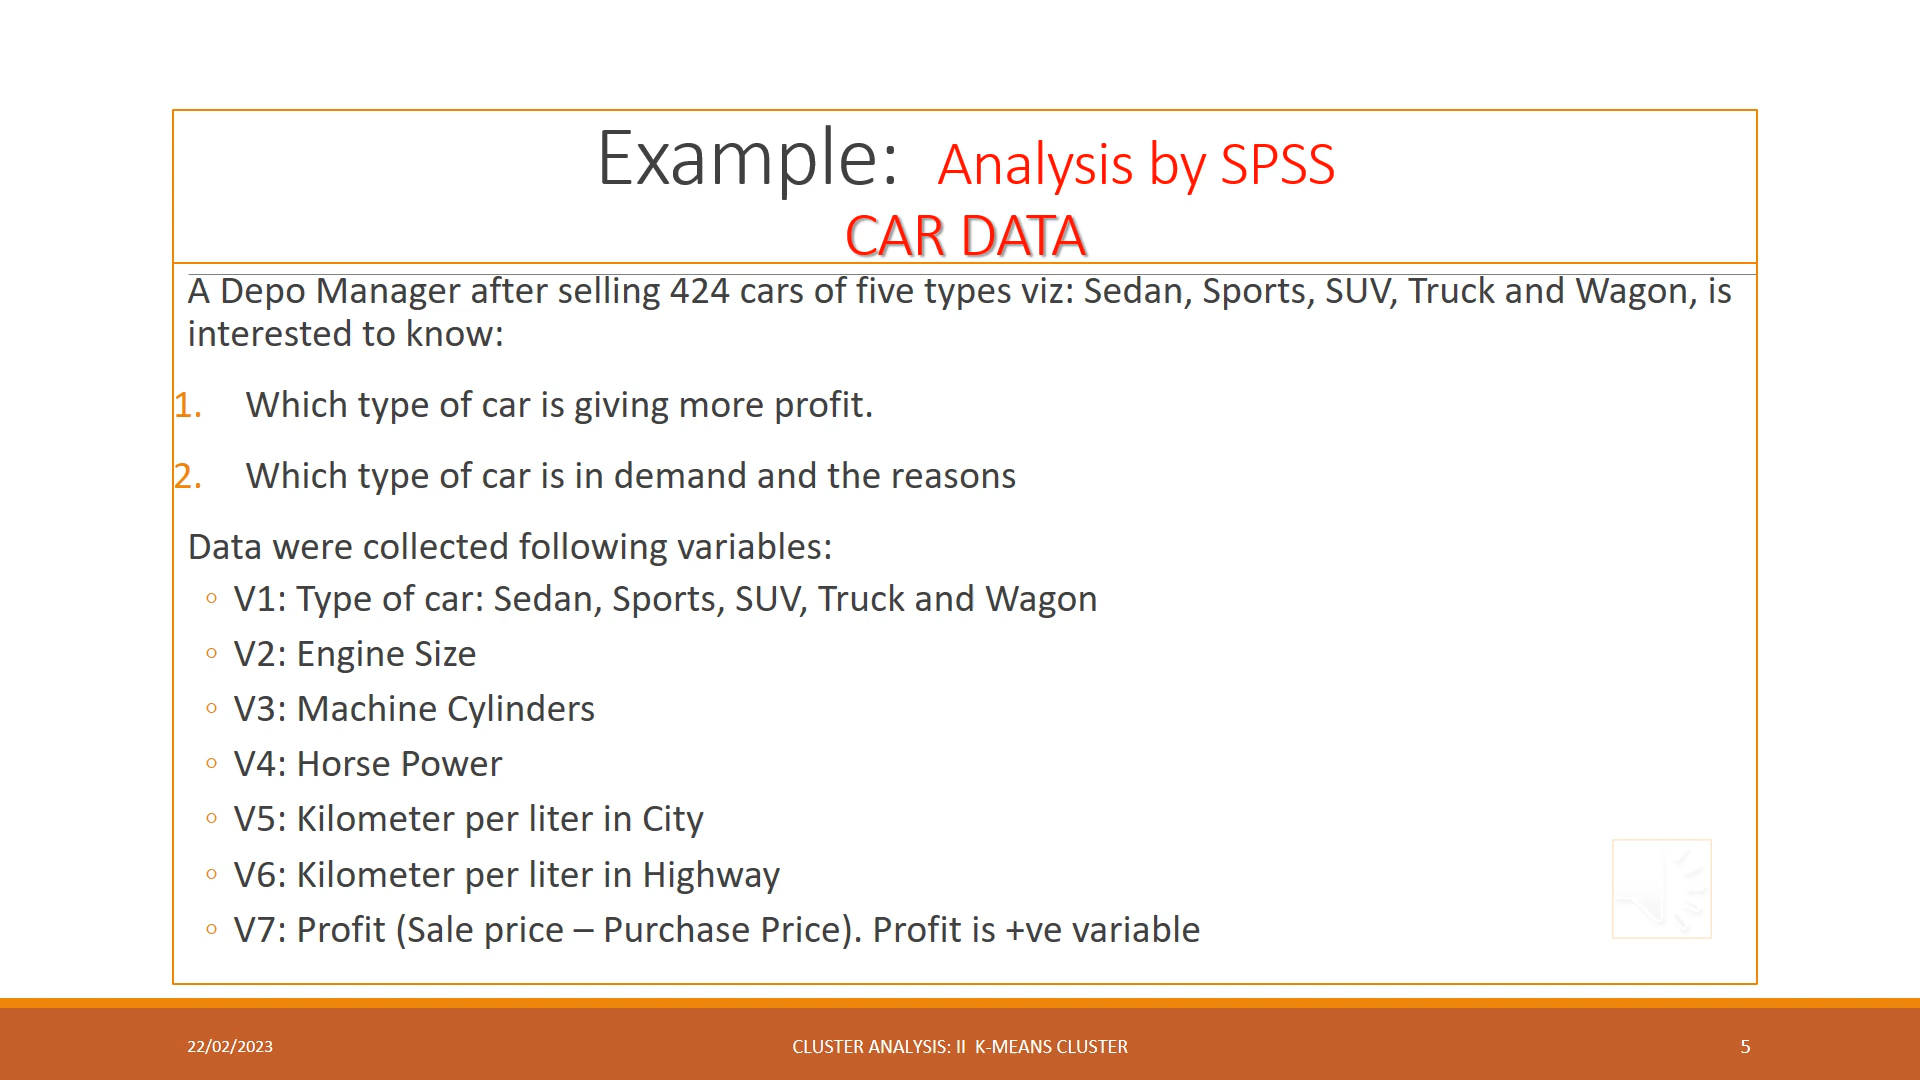 Example: Analysis by SPSS
CAR DATA
A Depo Manager after selling 424 cars of five types viz: Sedan, Sports, SUV, Truck and Wagon, is
interested to know:
1. Which type of car is giving more profit.
2. Which type of car is in demand and the reasons
Data were collected following variables:
◦ V1: Type of car: Sedan, Sports, SUV, Truck and Wagon
◦ V2: Engine Size
◦ V3: Machine Cylinders
◦ V4: Horse Power
◦ V5: Kilometer per liter in City
◦ V6: Kilometer per liter in Highway
◦ V7: Profit (Sale price – Purchase Price). Profit is +ve variable
22/02/2023 CLUSTER ANALYSIS: II K-MEANS CLUSTER 5